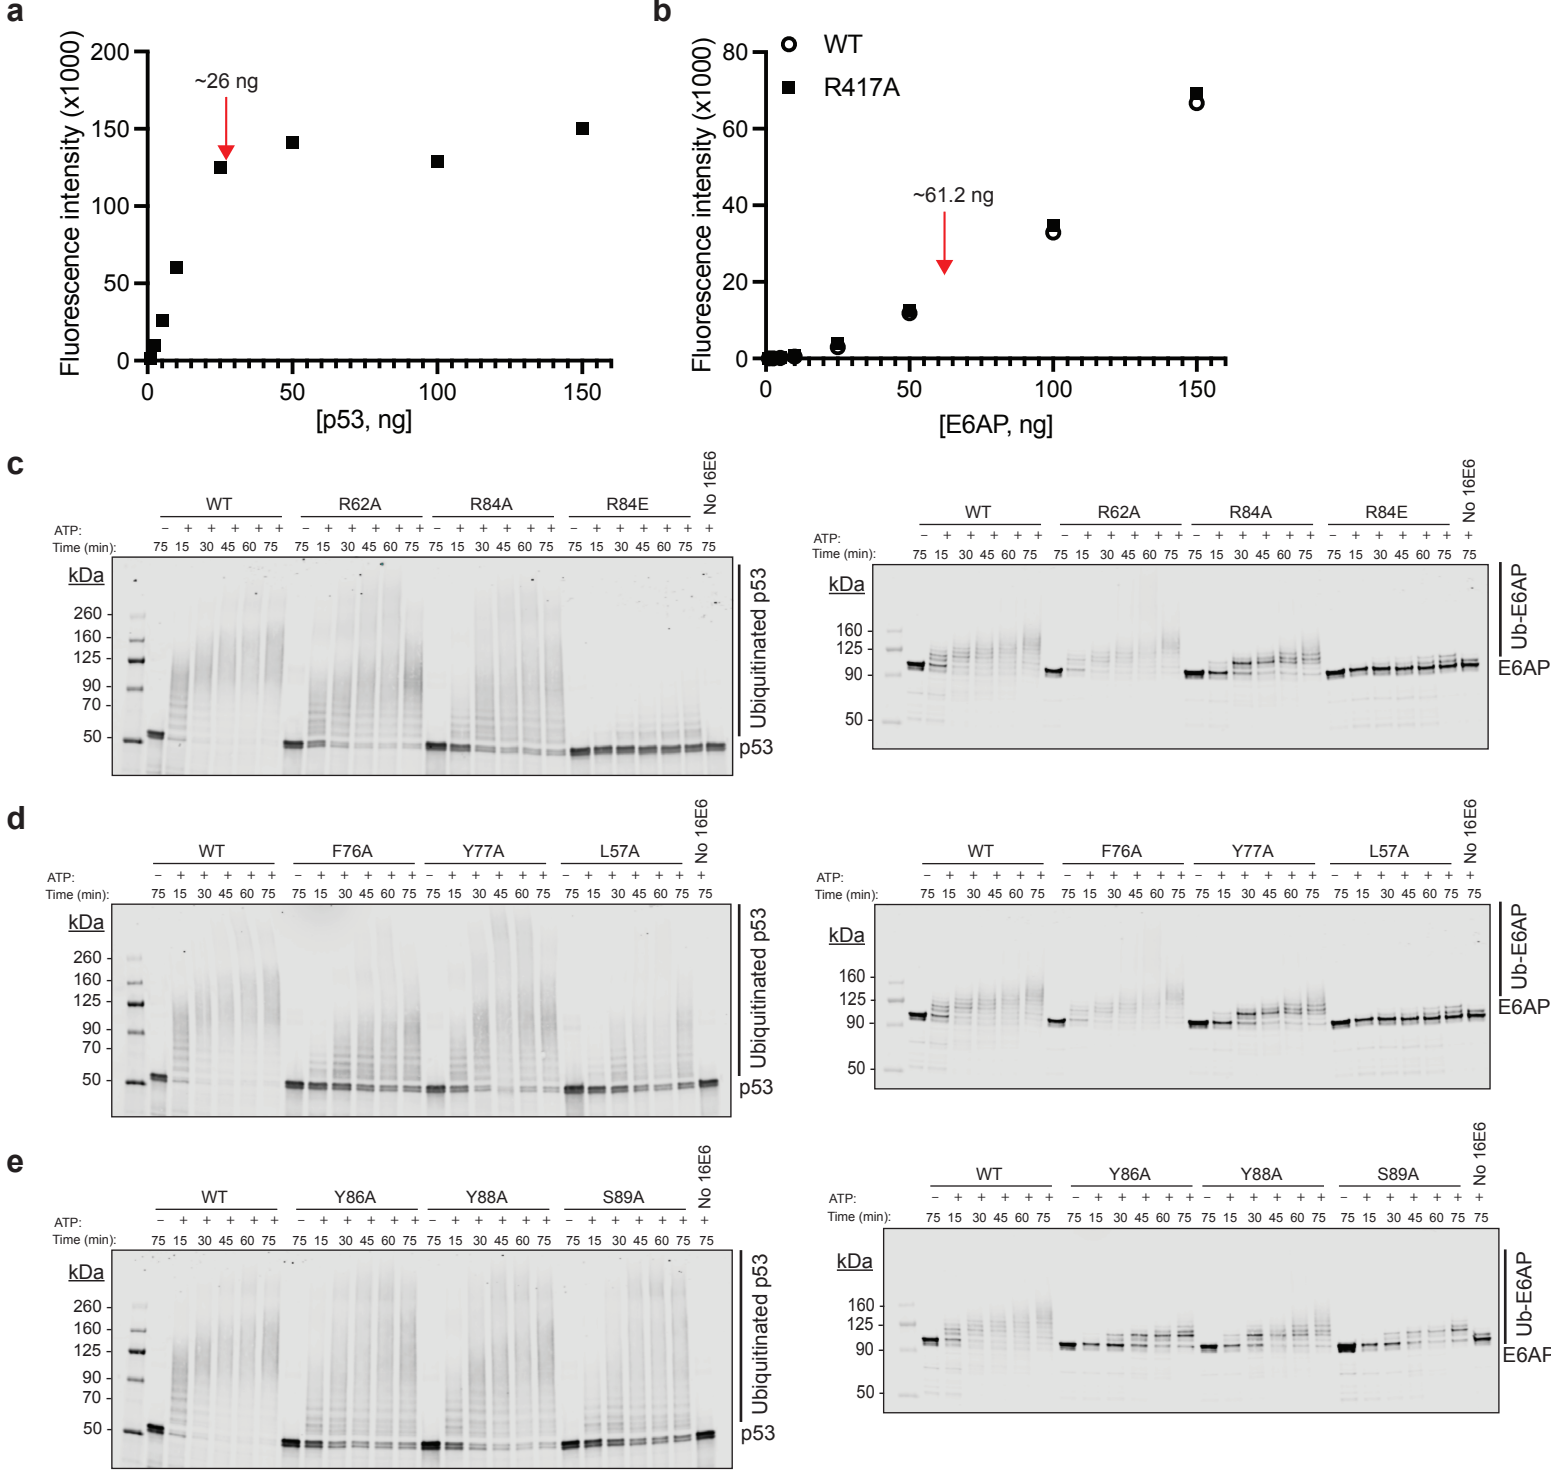 a
200
150
100
50
0
0 50 100 150
Fluorescence intensity (x1000)
[p53, ng]
~26 ng
b
WT
R417A
80
60
40
20
0
0 50 100 150
Fluorescence intensity (x1000)
[E6AP, ng]
~61.2 ng
c
WT R62A R84A R84E No 16E6
ATP: – + + + + + – + + + + + – + + + + + – + + + + + +
Time (min): 75 15 30 45 60 75 75 15 30 45 60 75 75 15 30 45 60 75 75 15 30 45 60 75 75
kDa
260
160
125
90
70
50
Ubiquitinated p53
p53
WT R62A R84A R84E No 16E6
ATP: – + + + + + – + + + + + – + + + + + – + + + + + +
Time (min): 75 15 30 45 60 75 75 15 30 45 60 75 75 15 30 45 60 75 75 15 30 45 60 75 75
kDa
160
125
90
50
Ub-E6AP
E6AP
d
WT F76A Y77A L57A No 16E6
ATP: – + + + + + – + + + + + – + + + + + – + + + + + +
Time (min): 75 15 30 45 60 75 75 15 30 45 60 75 75 15 30 45 60 75 75 15 30 45 60 75 75
kDa
260
160
125
90
70
50
Ubiquitinated p53
p53
WT F76A Y77A L57A No 16E6
ATP: – + + + + + – + + + + + – + + + + + – + + + + + +
Time (min): 75 15 30 45 60 75 75 15 30 45 60 75 75 15 30 45 60 75 75 15 30 45 60 75 75
kDa
160
125
90
50
Ub-E6AP
E6AP
e
WT Y86A Y88A S89A No 16E6
ATP: – + + + + + – + + + + + – + + + + + – + + + + + +
Time (min): 75 15 30 45 60 75 75 15 30 45 60 75 75 15 30 45 60 75 75 15 30 45 60 75 75
kDa
260
160
125
90
70
50
Ubiquitinated p53
p53
WT Y86A Y88A S89A No 16E6
ATP: – + + + + + – + + + + + – + + + + + – + + + + + +
Time (min): 75 15 30 45 60 75 75 15 30 45 60 75 75 15 30 45 60 75 75 15 30 45 60 75 75
kDa
160
125
90
50
Ub-E6AP
E6AP